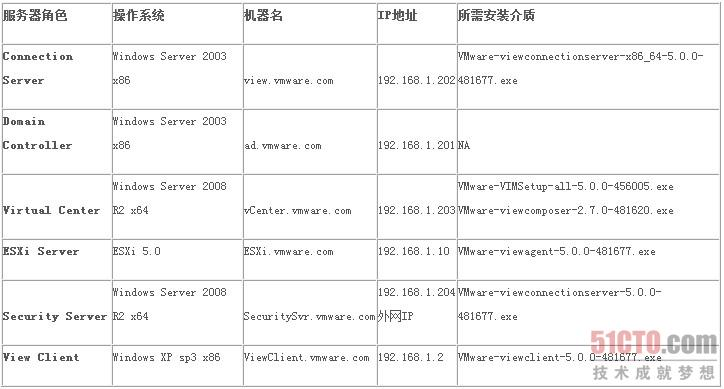 服务器角色 操作系统 机器名 IP地址 所需安装介质
Connection Server Windows Server 2003 x86 view.vmware.com 192.168.1.202 VMware-viewconnectionserver-x86_64-5.0.0-481677.exe
Domain Controller Windows Server 2003 x86 ad.vmware.com 192.168.1.201 NA
Virtual Center Windows Server 2008 R2 x64 vCenter.vmware.com 192.168.1.203 VMware-VIMSetup-all-5.0.0-456005.exe VMware-viewcomposer-2.7.0-481620.exe
ESXi Server ESXi 5.0 ESXi.vmware.com 192.168.1.10 VMware-viewagent-5.0.0-481677.exe
Security Server Windows Server 2008 R2 x64 SecuritySvr.vmware.com 192.168.1.204 外网IP VMware-viewconnectionserver-5.0.0-481677.exe
View Client Windows XP sp3 x86 ViewClient.vmware.com 192.168.1.2 VMware-viewclient-5.0.0-481677.exe
51CTO.com
技术成就梦想